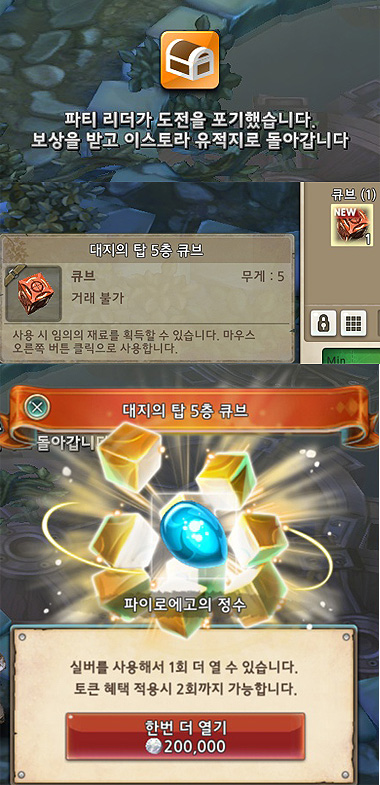 파티 리더가 도전을 포기했습니다.
보상을 받고 이스토라 유적지로 돌아갑니다
큐브 (1)
NEW
1
대지의 탑 5층 큐브
큐브
무게 : 5
거래 불가
사용 시 임의의 재료를 획득할 수 있습니다. 마우스
오른쪽 버튼 클릭으로 사용합니다.
Min
대지의 탑 5층 큐브
돌아갑니다
파이로에고의 정수
실버를 사용해서 1회 더 열 수 있습니다.
토큰 혜택 적용시 2회까지 가능합니다.
한번 더 열기
200,000